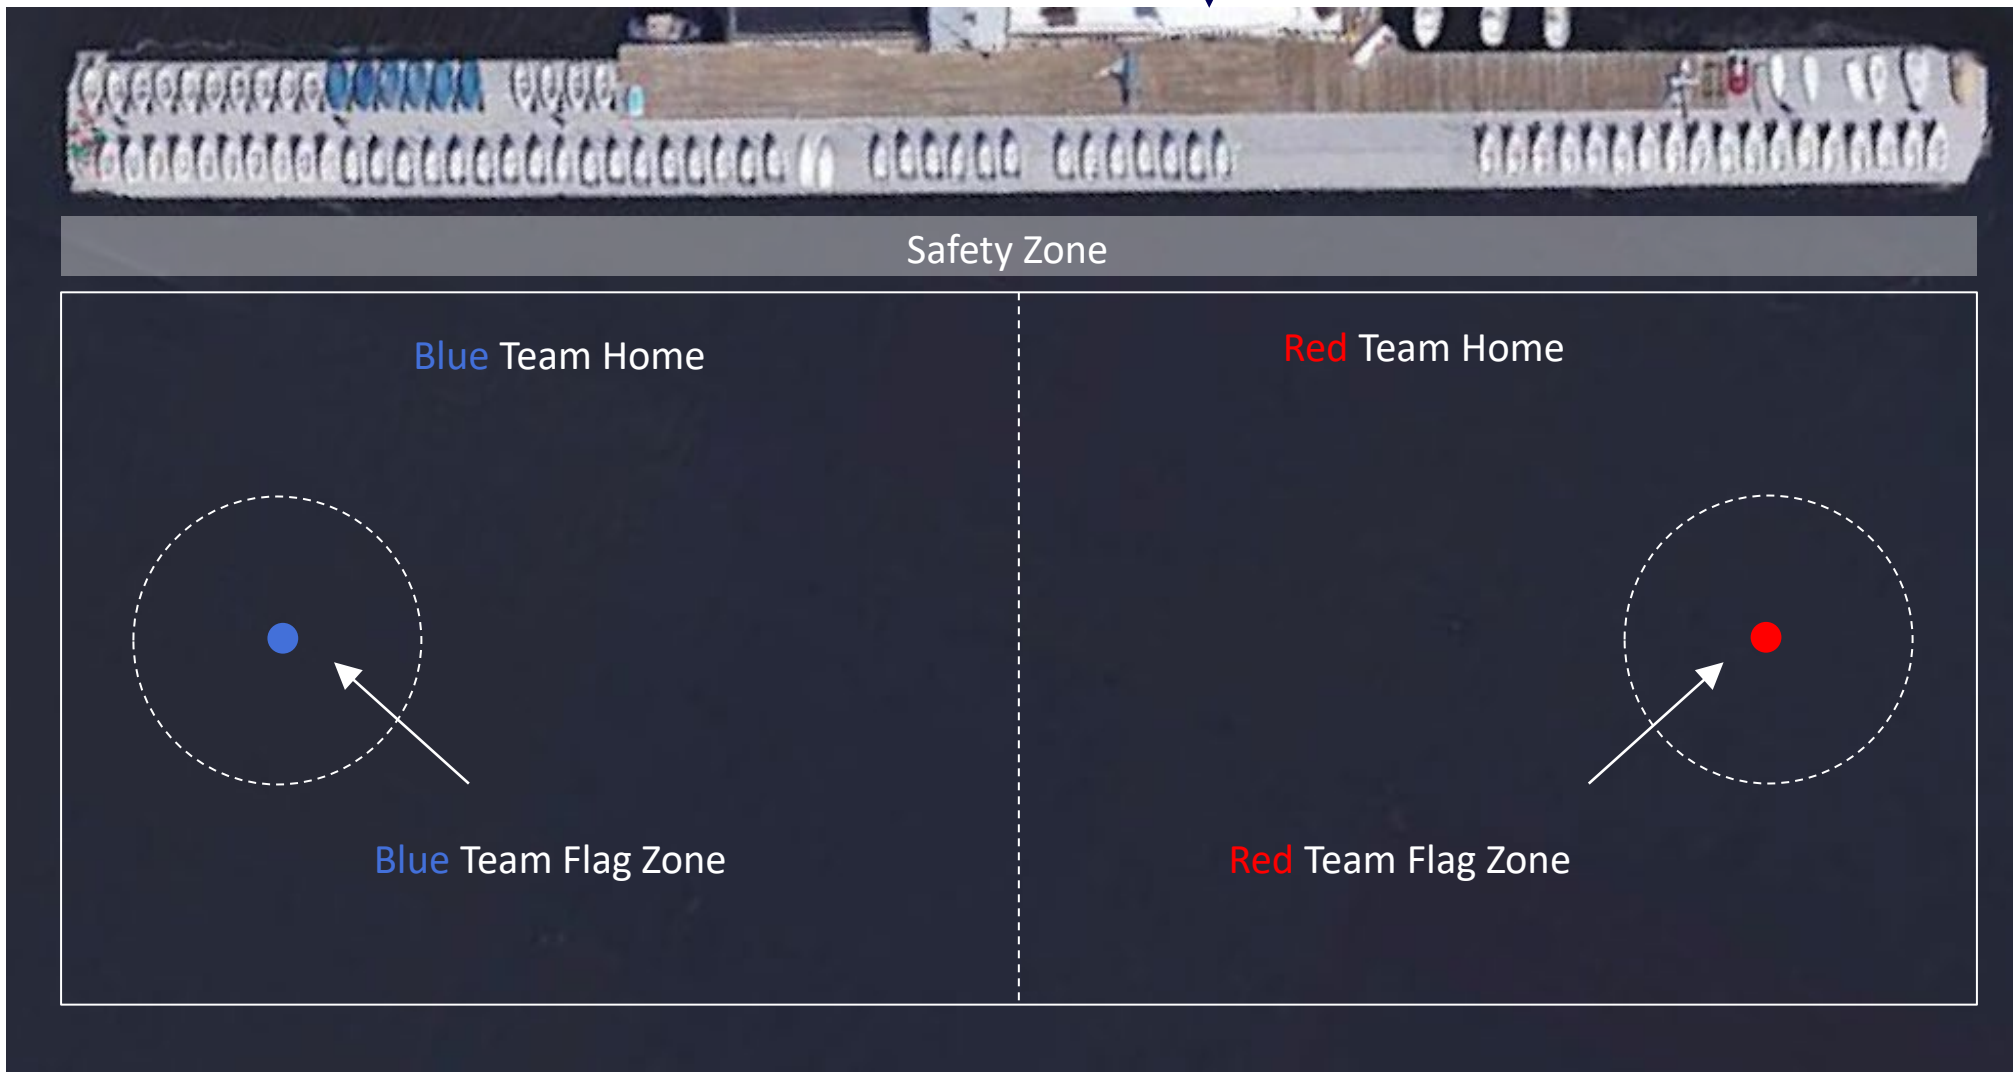 Safety Zone
Blue Team Home
Red Team Home
Blue Team Flag Zone
Red Team Flag Zone